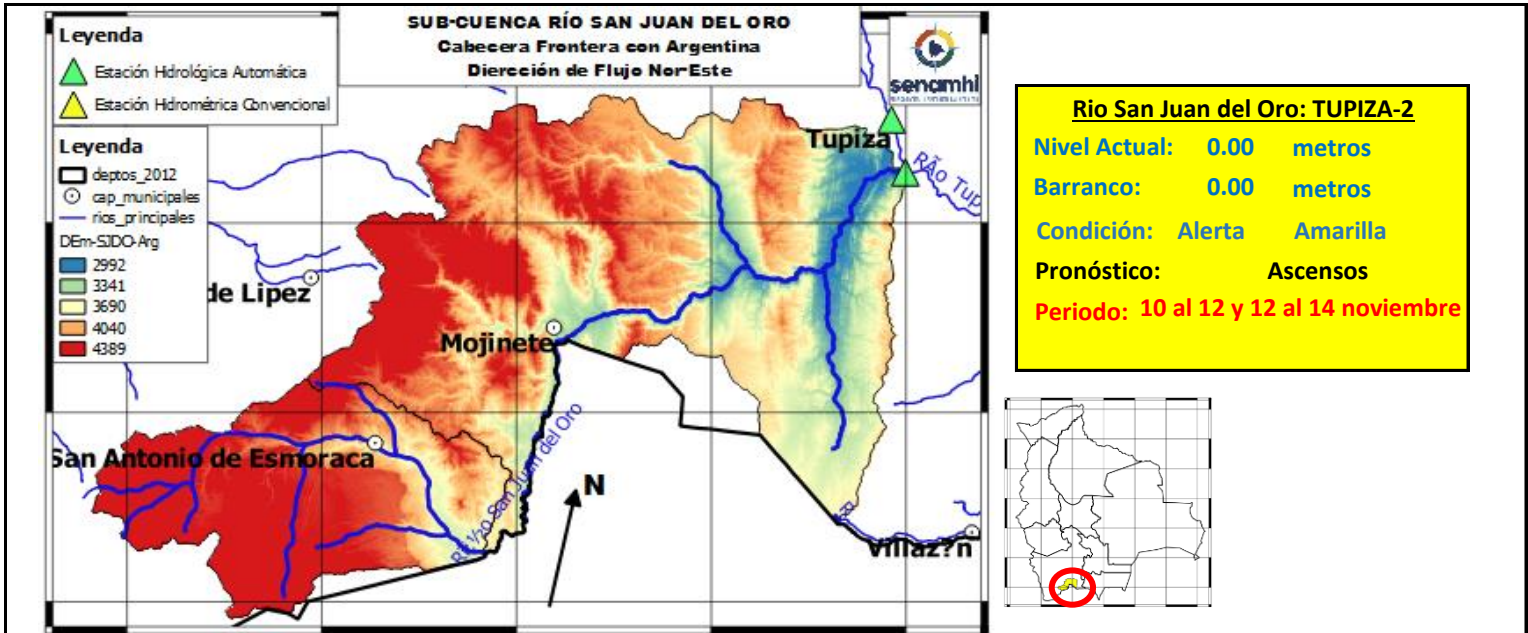 SUB-CUENCA RÍO SAN JUAN DEL ORO
Cabecera Frontera con Argentina
Diercción de Flujo Nor-Este
Leyenda
Estación Hidrológica Automática
Estación Hidrométrica Convencional
Leyenda
deptos_2012
cap_municipales
rios_principales
DEm-SJDO-Arg
2992
3341
3690
4040
4389
senamhi
Tupiza
RÃo Tup
de Lipez
Mojinete
San Antonio de Esmoraca
San Juan del Oro
N
Villaz?n
Rio San Juan del Oro: TUPIZA-2
Nivel Actual: 0.00 metros
Barranco: 0.00 metros
Condición: Alerta Amarilla
Pronóstico: Ascensos
Periodo: 10 al 12 y 12 al 14 noviembre